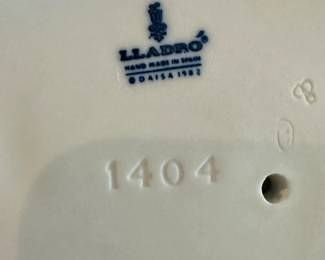 LLADRÓ
HAND MADE IN SPAIN
© DAISA 1982
1404